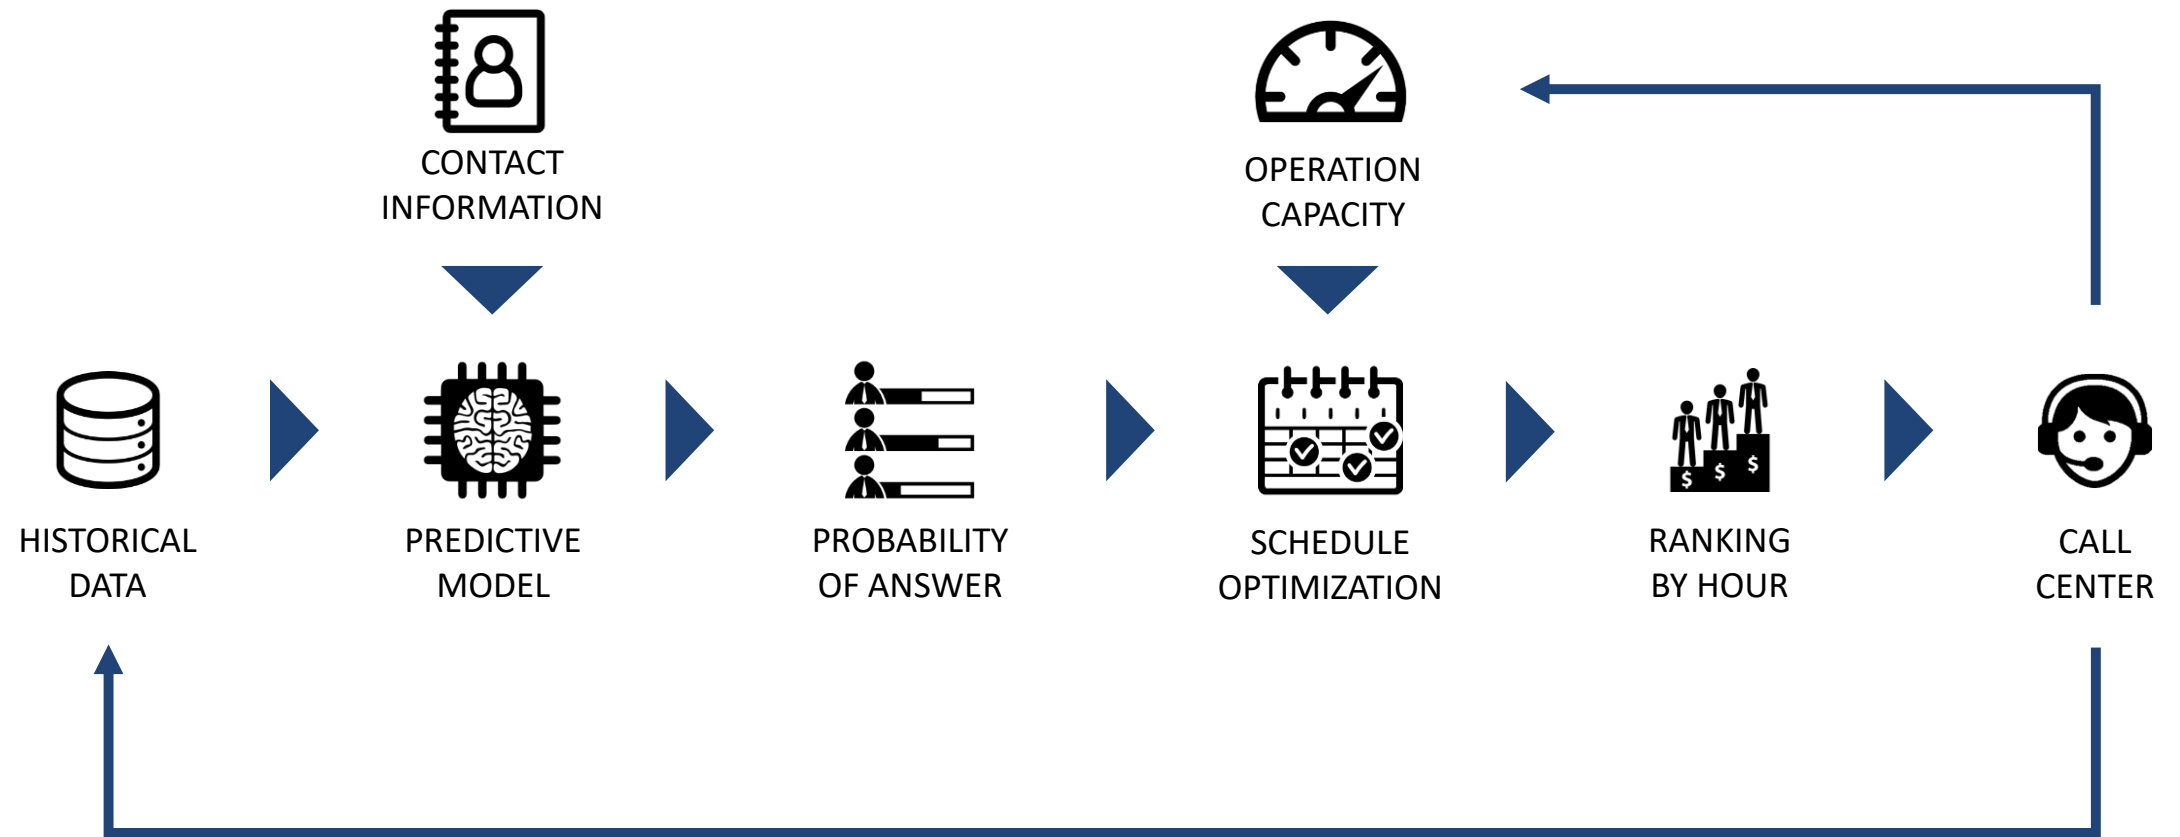 CONTACT
INFORMATION
OPERATION
CAPACITY
HISTORICAL
DATA
PREDICTIVE
MODEL
PROBABILITY
OF ANSWER
SCHEDULE
OPTIMIZATION
$ $ $
RANKING
BY HOUR
CALL
CENTER